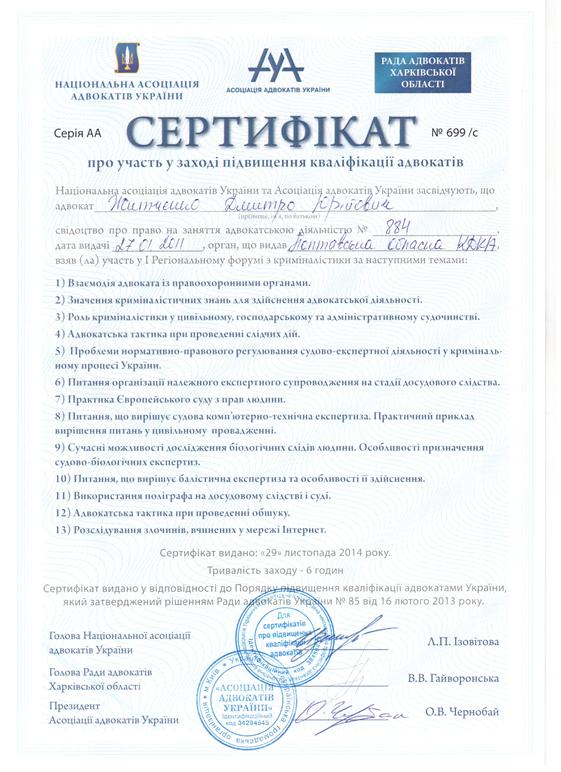 НАЦІОНАЛЬНА АСОЦІАЦІЯ
АДВОКАТІВ УКРАЇНИ
АСОЦІАЦІЯ АДВОКАТІВ УКРАЇНИ
РАДА АДВОКАТІВ
ХАРКІВСЬКОЇ
ОБЛАСТІ
Серія АА
СЕРТИФІКАТ
№ 699 /с
про участь у заході підвищення кваліфікації адвокатів
Національна асоціація адвокатів України та Асоціація адвокатів України засвідчують, що
адвокат Дмитро
(прізвище, ім'я, по батькові)
свідоцтво про право на заняття адвокатською діяльністю № 884
дата видачі 27.01.2011, орган, що видав Полтавська обласна КДКА,
взяв (ла) участь у І Регіональному форумі з криміналістики за наступними темами:
1) Взаємодія адвоката із правоохоронними органами.
2) Значення криміналістичних знань для здійснення адвокатської діяльності.
3) Роль криміналістики у цивільному, господарському та адміністративному судочинстві.
4) Адвокатська тактика при проведенні слідчих дій.
5) Проблеми нормативно-правового регулювання судово-експертної діяльності у криміналь-
ному процесі України.
6) Питання організації належного експертного супроводження на стадії досудового слідства.
7) Практика Європейського суду з прав людини.
8) Питання, що вирішує судова комп'ютерно-технічна експертиза. Практичний приклад
вирішення питань у цивільному провадженні.
9) Сучасні можливості дослідження біологічних слідів людини. Особливості призначення
судово-біологічних експертиз.
10) Питання, що вирішує балістична експертиза та особливості її здійснення.
11) Використання поліграфа на досудовому слідстві і суді.
12) Адвокатська тактика при проведенні обшуку.
13) Розслідування злочинів, вчинених у мережі Інтернет.
Сертифікат видано: «29» листопада 2014 року.
Тривалість заходу - 6 годин
Сертифікат видано у відповідності до Порядку підвищення кваліфікації адвокатами України,
який затверджений рішенням Ради адвокатів України № 85 від 16 лютого 2013 року.
Для
сертифікатів
про підвищення
кваліфікації
адвокатів
Голова Національної асоціації
адвокатів України
Л.П. Ізовітова
Голова Ради адвокатів
Харківської області
В.В. Гайворонська
Президент
Асоціації адвокатів України
О.В. Чернобай
«АСОЦІАЦІЯ
АДВОКАТІВ
УКРАЇНИ»
Ідентифікаційний
код 34294645